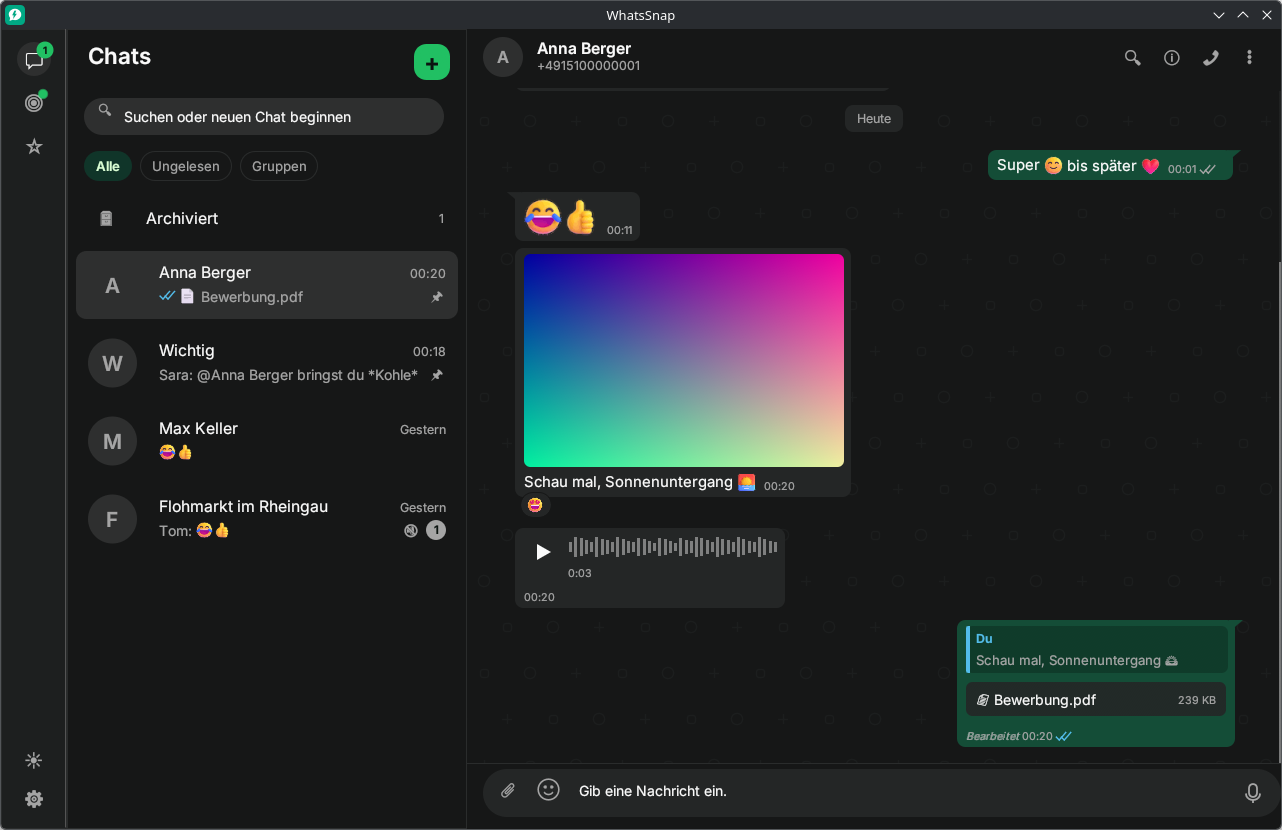 WhatsSnap
1
Chats
Suchen oder neuen Chat beginnen
Alle
Ungelesen
Gruppen
Archiviert
1
A
Anna Berger
00:20
Bewerbung.pdf
W
Wichtig
00:18
Sara: @Anna Berger bringst du *Kohle*
M
Max Keller
Gestern
😂👍
F
Flohmarkt im Rheingau
Gestern
Tom: 😂👍
1
A
Anna Berger
+4915100000001
Heute
Super 😊 bis später 💗 00:01
😂👍 00:11
Schau mal, Sonnenuntergang 🌅 00:20
🤩
0:03
00:20
Du
Schau mal, Sonnenuntergang 🌅
Bewerbung.pdf 239 KB
Bearbeitet 00:20
Gib eine Nachricht ein.